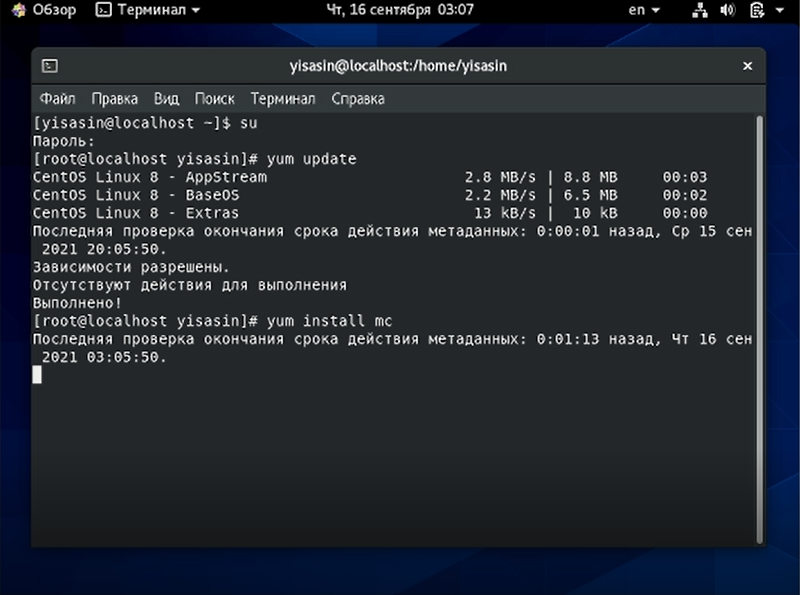 Обзор Терминал Чт, 16 сентября 03:07 en
yisasin@localhost:/home/yisasin
Файл Правка Вид Поиск Терминал Справка
[yisasin@localhost ~]$ su
Пароль:
[root@localhost yisasin]# yum update
CentOS Linux 8 - AppStream 2.8 MB/s | 8.8 MB 00:03
CentOS Linux 8 - BaseOS 2.2 MB/s | 6.5 MB 00:02
CentOS Linux 8 - Extras 13 kB/s | 10 kB 00:00
Последняя проверка окончания срока действия метаданных: 0:00:01 назад, Ср 15 сен
2021 20:05:50.
Зависимости разрешены.
Отсутствуют действия для выполнения
Выполнено!
[root@localhost yisasin]# yum install mc
Последняя проверка окончания срока действия метаданных: 0:01:13 назад, Чт 16 сен
2021 03:05:50.